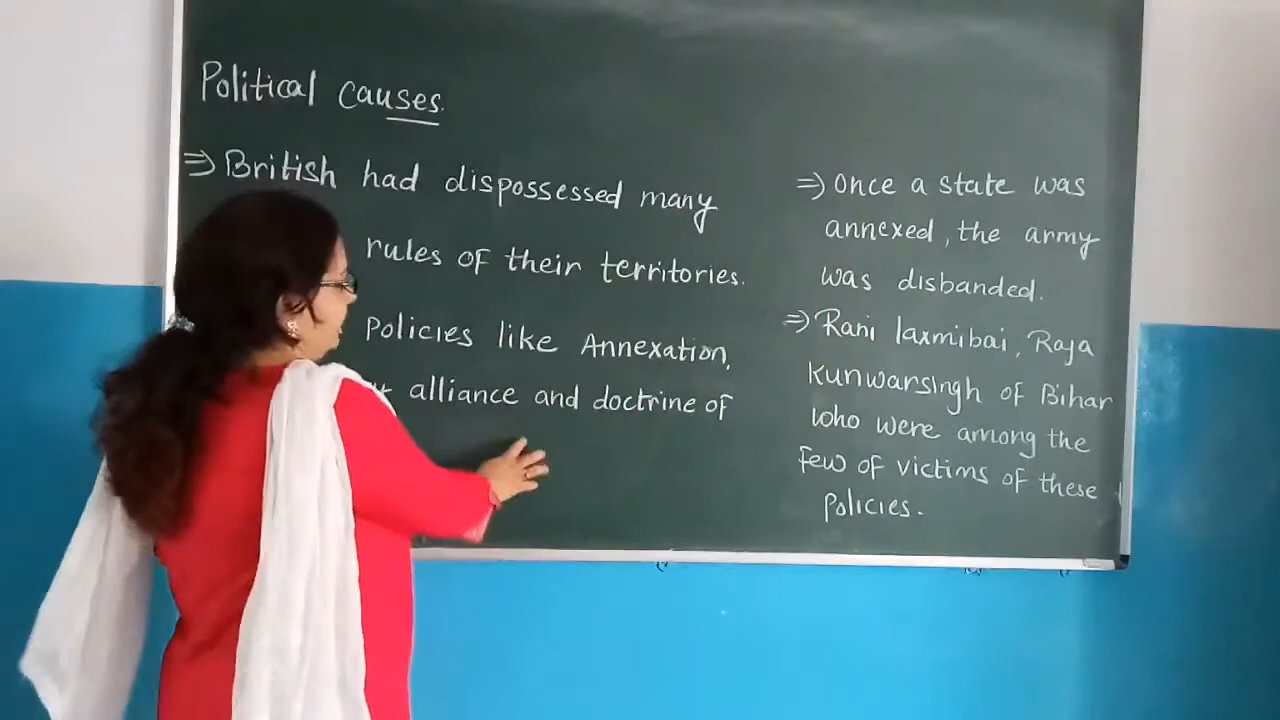 Political causes.
⇒ British had dispossessed many
rules of their territories.
Policies like Annexation,
alliance and doctrine of
⇒ Once a state was
annexed, the army
was disbanded.
⇒ Rani laxmibai, Raja
Kunwarsingh of Bihar
who were among the
few of victims of these
policies.